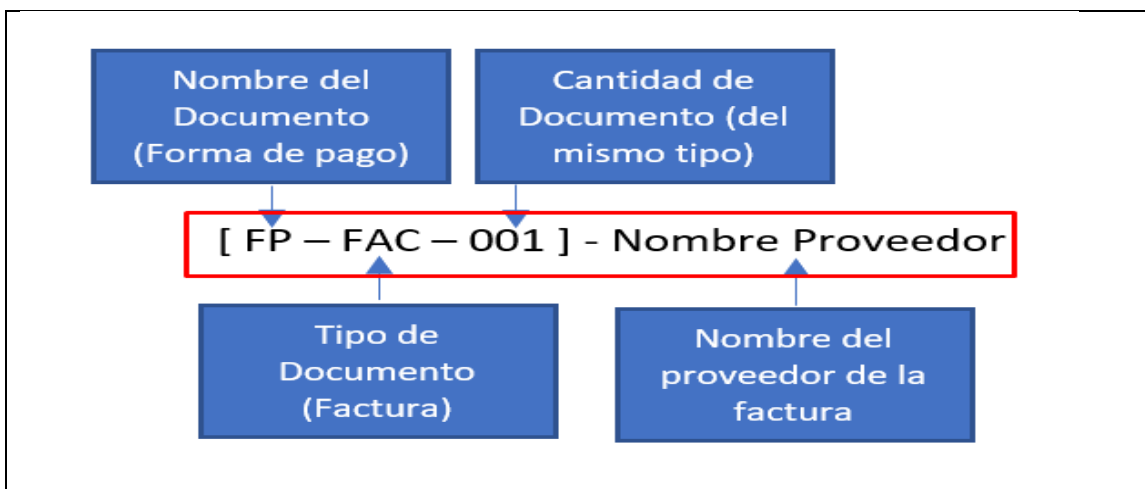 Nombre del
Documento
(Forma de pago)
Cantidad de
Documento (del
mismo tipo)
[ FP – FAC – 001 ] - Nombre Proveedor
Tipo de
Documento
(Factura)
Nombre del
proveedor de la
factura